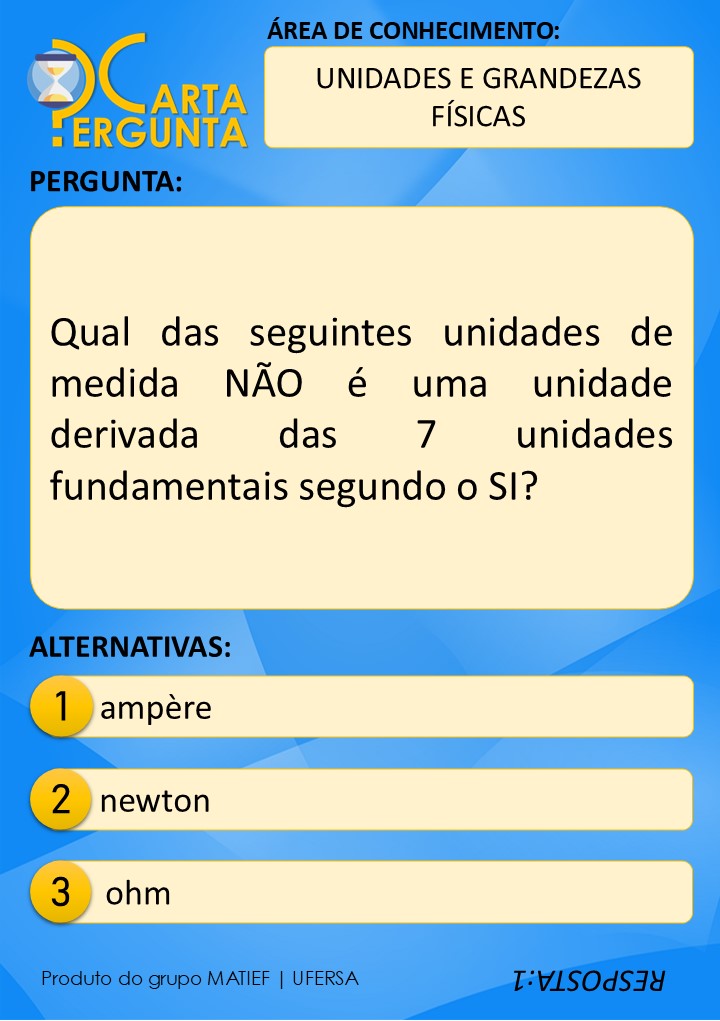 ÁREA DE CONHECIMENTO:
CARTA
PERGUNTA
UNIDADES E GRANDEZAS
FÍSICAS
PERGUNTA:
Qual das seguintes unidades de
medida NÃO é uma unidade
derivada das 7 unidades
fundamentais segundo o SI?
ALTERNATIVAS:
1 ampère
2 newton
3 ohm
Produto do grupo MATIEF | UFERSA
RESPOSTA:1